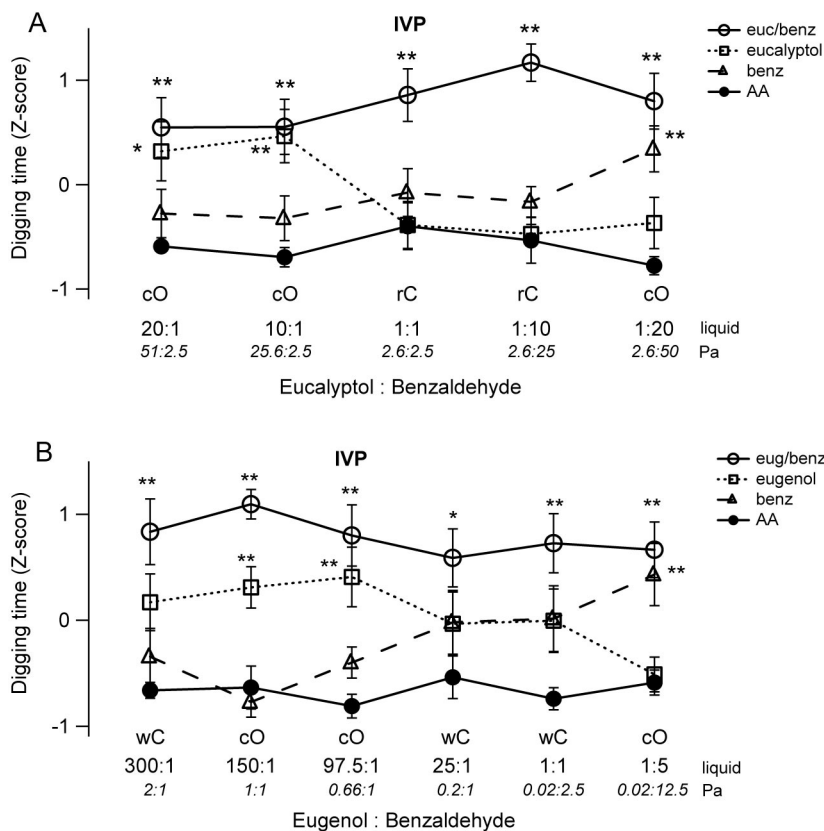 A
IVP
euc/benz
eucalyptol
benz
AA
Digging time (Z-score)
1
0
-1
** ** ** ** **
* ** **
cO cO rC rC cO
20:1 10:1 1:1 1:10 1:20 liquid
51:2.5 25.6:2.5 2.6:2.5 2.6:25 2.6:50 Pa
Eucalyptol : Benzaldehyde
B
IVP
eug/benz
eugenol
benz
AA
Digging time (Z-score)
1
0
-1
** ** ** * ** **
** ** **
wC cO cO wC wC cO
300:1 150:1 97.5:1 25:1 1:1 1:5 liquid
2:1 1:1 0.66:1 0.2:1 0.02:2.5 0.02:12.5 Pa
Eugenol : Benzaldehyde